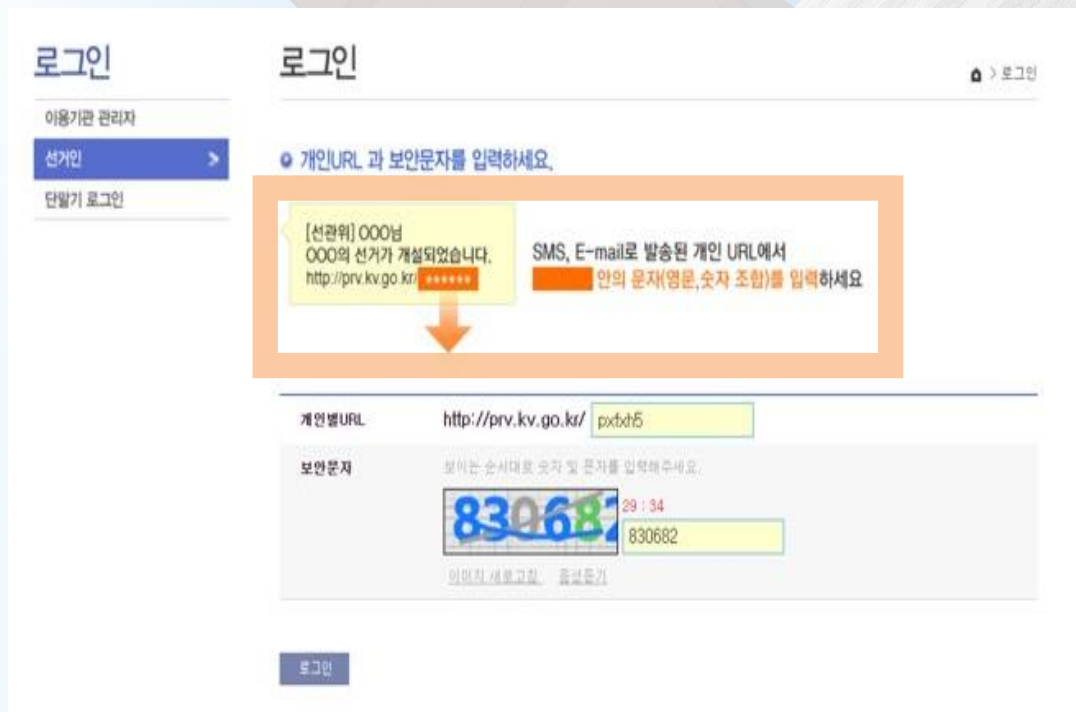 로그인
이용기관 관리자
선거인
단말기 로그인
로그인
> 로그인
개인URL 과 보안문자를 입력하세요.
[선관위] OOO님
OOO의 선거가 개설되었습니다.
http://prv.kv.go.kr/ ******
SMS, E-mail로 발송된 개인 URL에서
안의 문자(영문,숫자 조합)를 입력하세요
개인별URL http://prv.kv.go.kr/ pxfxh5
보안문자 보이는 순서대로 숫자 및 문자를 입력해주세요.
830682
29 : 34
830682
이미지 새로고침 음성듣기
로그인